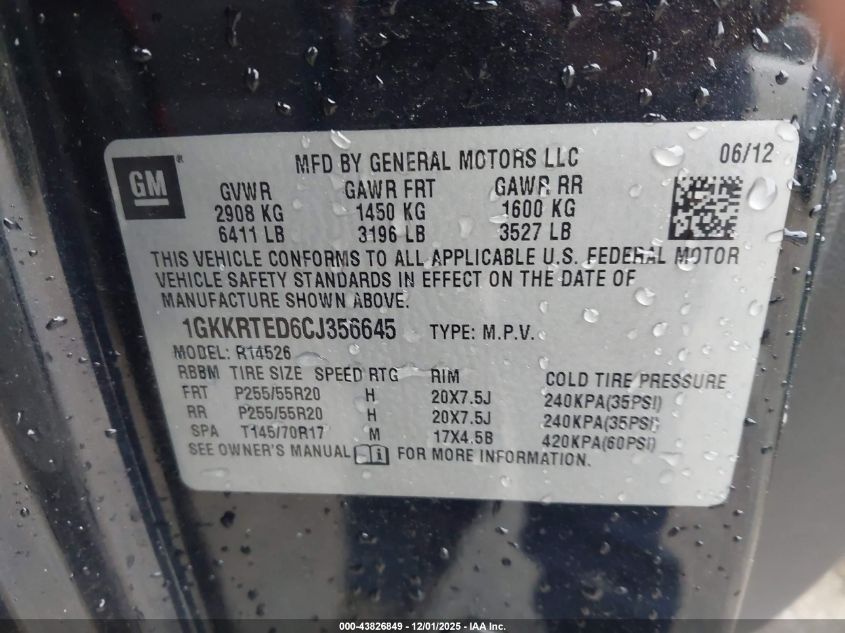 GM
MFD BY GENERAL MOTORS LLC 06/12
GVWR GAWR FRT GAWR RR
2908 KG 1450 KG 1600 KG
6411 LB 3196 LB 3527 LB
THIS VEHICLE CONFORMS TO ALL APPLICABLE U.S. FEDERAL MOTOR
VEHICLE SAFETY STANDARDS IN EFFECT ON THE DATE OF
MANUFACTURE SHOWN ABOVE.
1GKKRTED6CJ356645 TYPE: M.P.V.
MODEL: R14526
RBBM TIRE SIZE SPEED RTG RIM COLD TIRE PRESSURE
FRT P255/55R20 H 20X7.5J 240KPA(35PSI)
RR P255/55R20 H 20X7.5J 240KPA(35PSI)
SPA T145/70R17 M 17X4.5B 420KPA(60PSI)
SEE OWNER'S MANUAL FOR MORE INFORMATION.
000-43826849 - 12/01/2025 - IAA Inc.